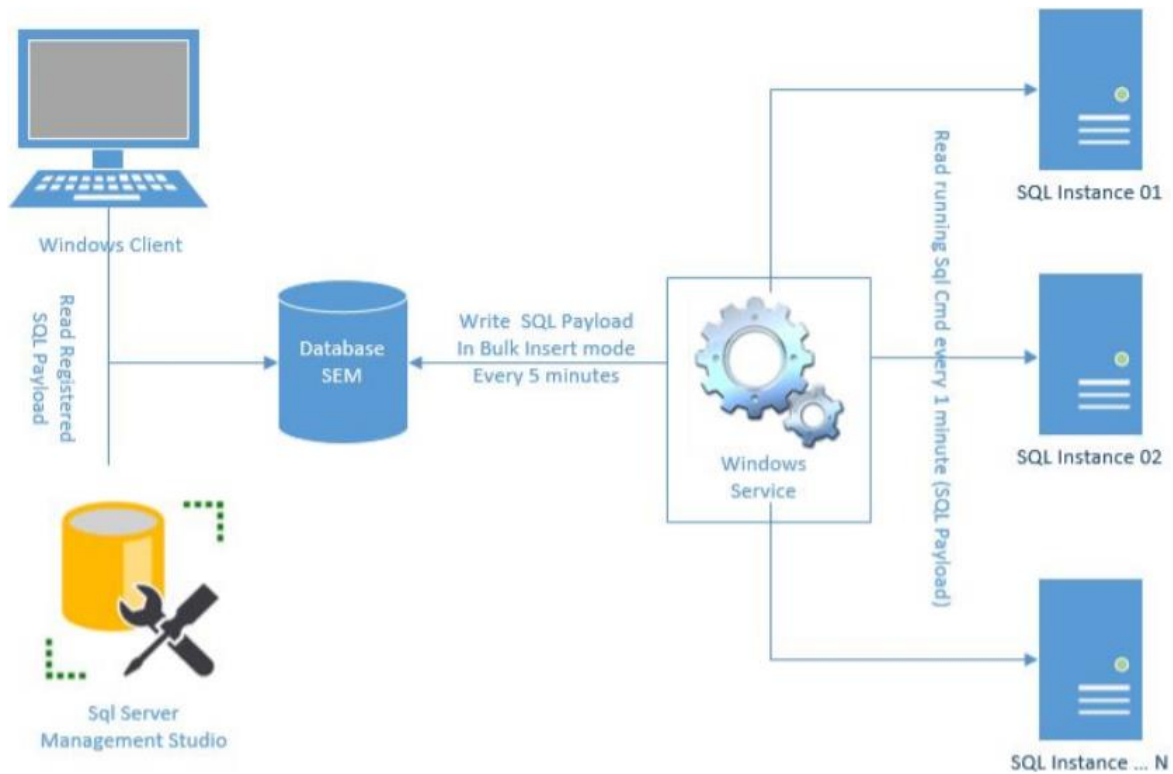 Windows Client
Read Registered
SQL Payload
Database
SEM
Write SQL Payload
In Bulk Insert mode
Every 5 minutes
Windows
Service
Read running Sql Cmd every 1 minute (SQL Payload)
SQL Instance 01
SQL Instance 02
SQL Instance ... N
Sql Server
Management Studio